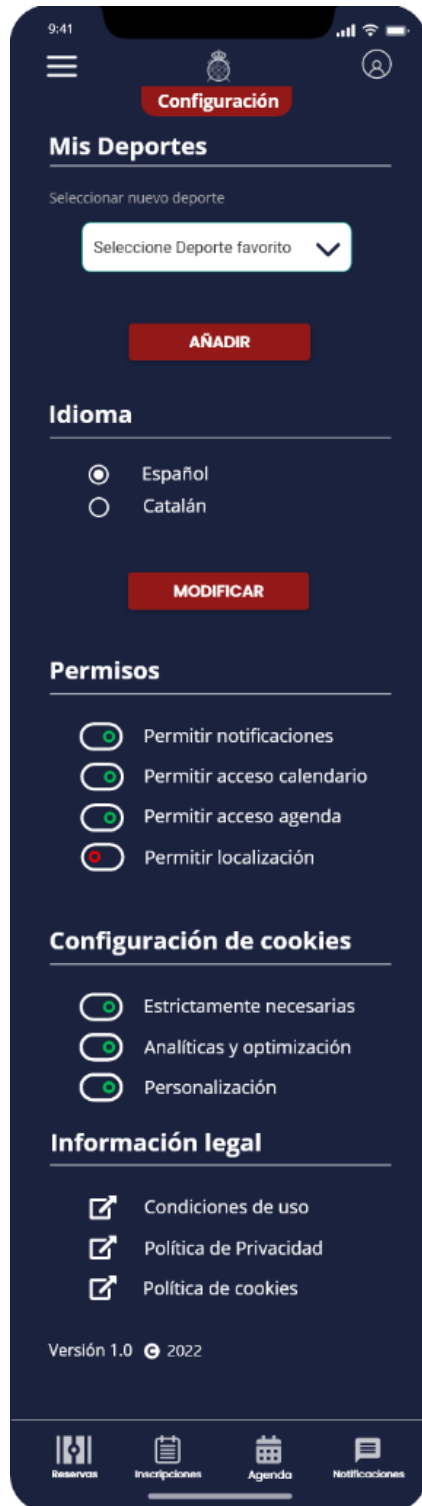 9:41
Configuración
Mis Deportes
Seleccionar nuevo deporte
Seleccione Deporte favorito
AÑADIR
Idioma
Español
Catalán
MODIFICAR
Permisos
Permitir notificaciones
Permitir acceso calendario
Permitir acceso agenda
Permitir localización
Configuración de cookies
Estrictamente necesarias
Analíticas y optimización
Personalización
Información legal
Condiciones de uso
Política de Privacidad
Política de cookies
Versión 1.0 © 2022
Reservas Inscripciones Agenda Notificaciones